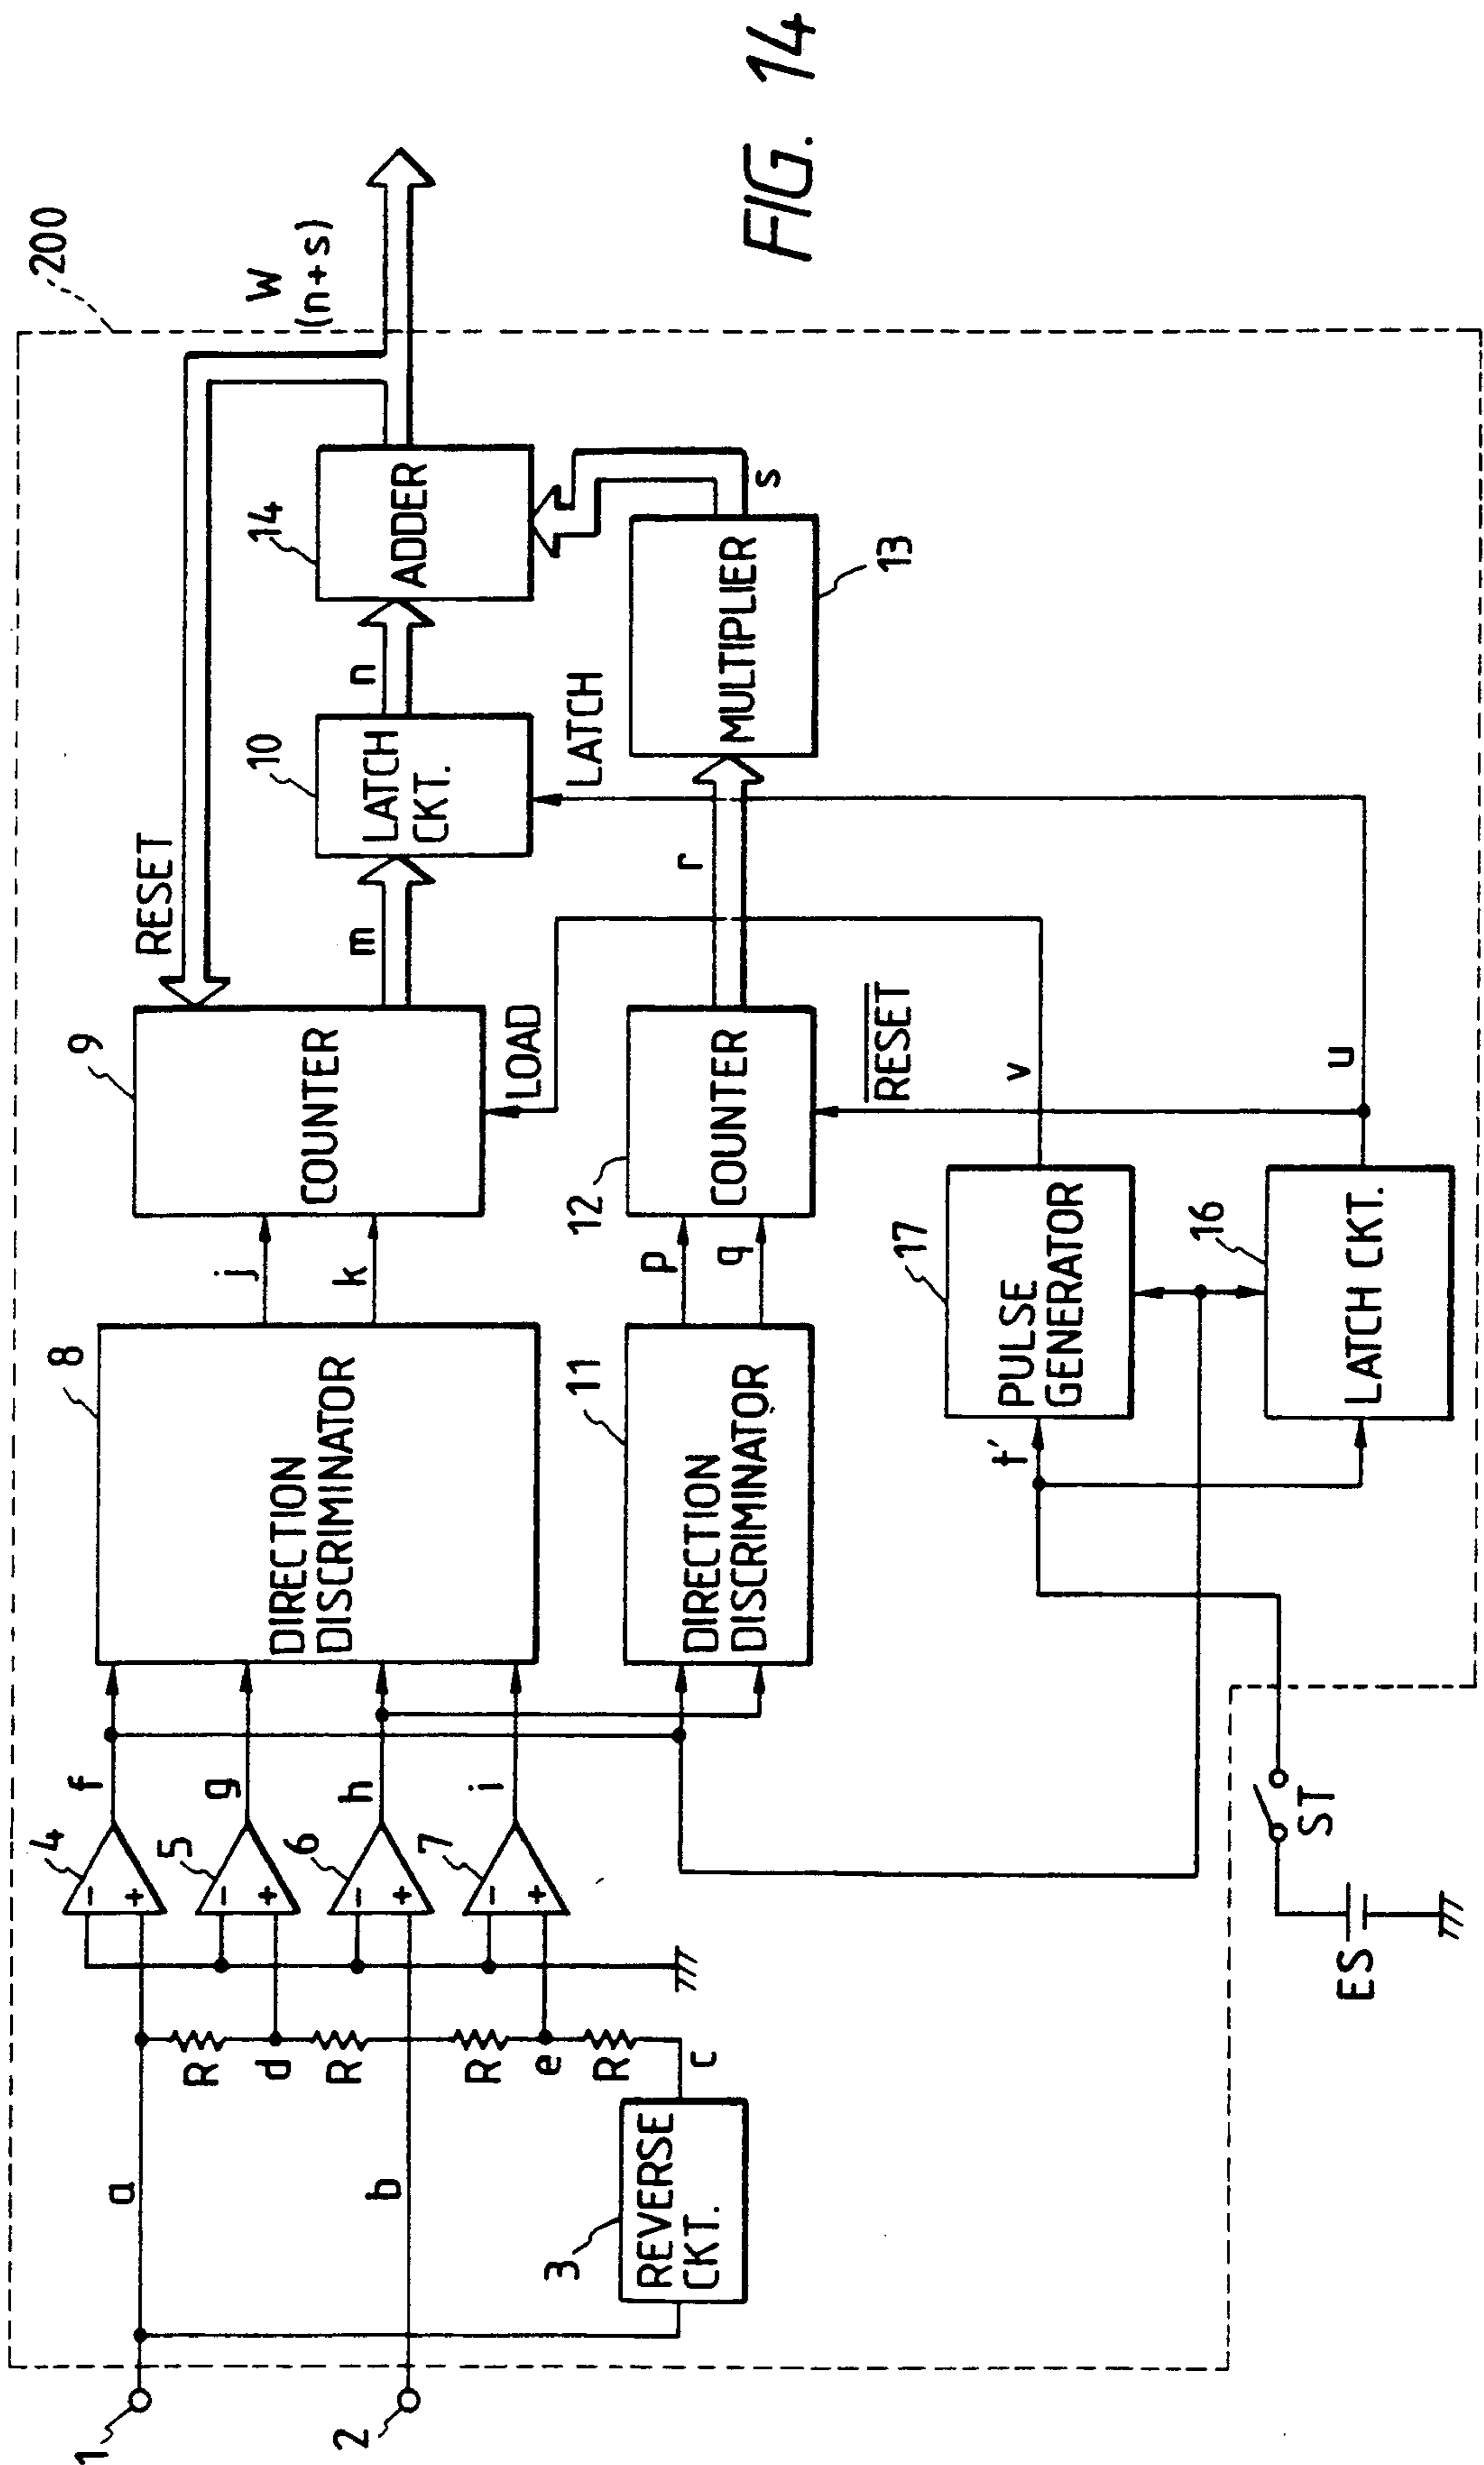 FIG. 14
200
W
(n+s)
RESET
14
ADDER
n
10
LATCH
CKT.
m
9
COUNTER
LOAD
j
k
8
DIRECTION
DISCRIMINATOR
f
g
h
i
4
-
+
5
-
+
6
-
+
7
-
+
s
MULTIPLIER
13
LATCH
r
12
COUNTER
RESET
p
q
11
DIRECTION
DISCRIMINATOR
v
u
17
PULSE
GENERATOR
16
LATCH CKT.
t'
ST
ES
R
d
R
R
e
R
c
a
b
3
REVERSE
CKT.
1
2